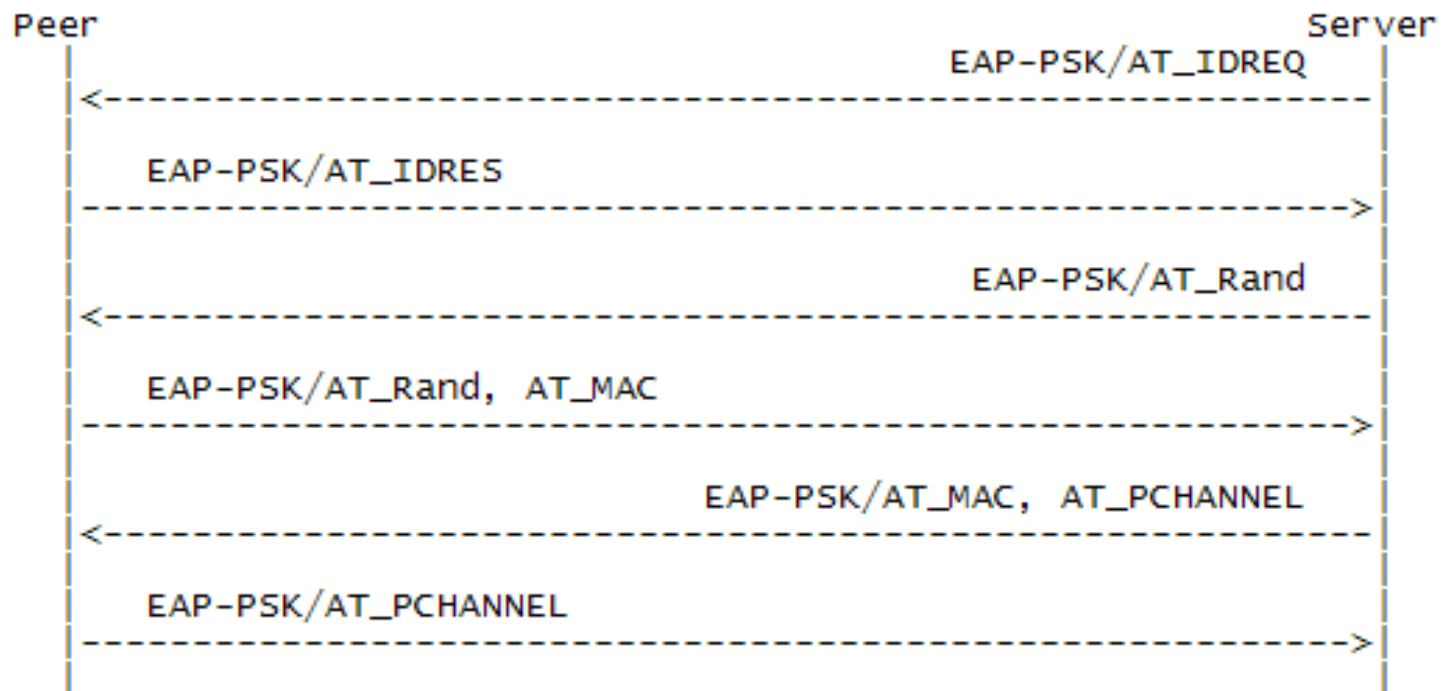 Peer Server
EAP-PSK/AT_IDREQ
<----------------------------------------------------------
EAP-PSK/AT_IDRES
---------------------------------------------------------->
EAP-PSK/AT_Rand
<----------------------------------------------------------
EAP-PSK/AT_Rand, AT_MAC
---------------------------------------------------------->
EAP-PSK/AT_MAC, AT_PCHANNEL
<----------------------------------------------------------
EAP-PSK/AT_PCHANNEL
---------------------------------------------------------->